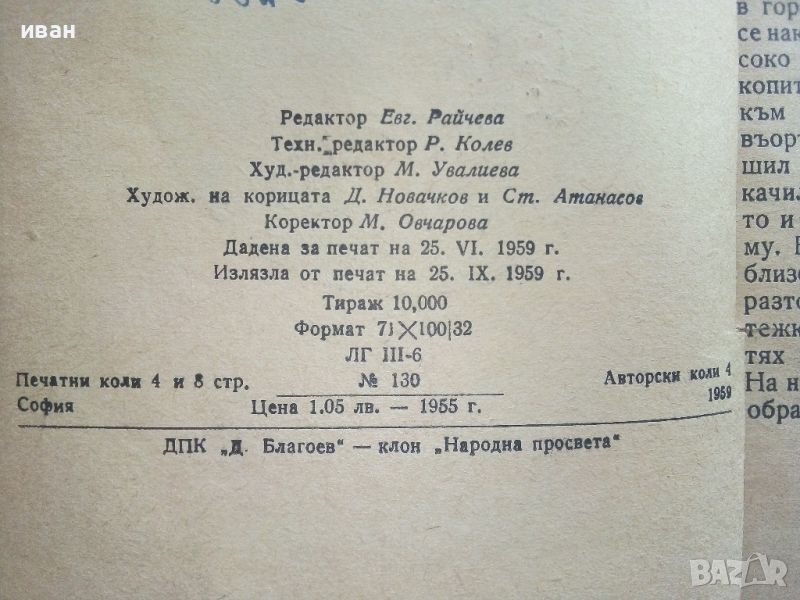 иван
Редактор Евг. Райчева
Техн. редактор Р. Колев
Худ.-редактор М. Увалиева
Худож. на корицата Д. Новачков и Ст. Атанасов
Коректор М. Овчарова
Дадена за печат на 25. VI. 1959 г.
Излязла от печат на 25. IX. 1959 г.
Тираж 10,000
Формат 71×100|32
ЛГ III-6
Печатни коли 4 и 8 стр. № 130 Авторски коли 4
София Цена 1.05 лв. — 1955 г. 1959
ДПК „Д. Благоев“ — клон „Народна просвета“
в гор
се нак
соко
копит
към
въорт
шил
качил
то и
му.
близо
разто
тежк
тях
На н
обра
BAZAR